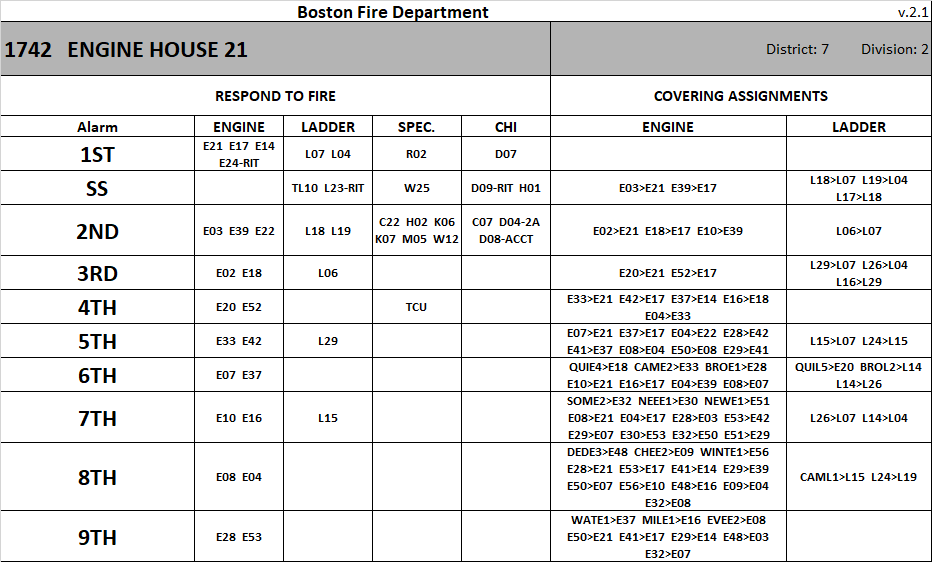 Boston Fire Department v.2.1
1742 ENGINE HOUSE 21 District: 7 Division: 2
RESPOND TO FIRE COVERING ASSIGNMENTS
Alarm ENGINE LADDER SPEC. CHI ENGINE LADDER
1ST
E21 E17 E14
E24-RIT
L07 L04
R02
D07
SS
TL10 L23-RIT
W25
D09-RIT H01
E03>E21 E39>E17
L18>L07 L19>L04
L17>L18
2ND
E03 E39 E22
L18 L19
C22 H02 K06
K07 M05 W12
C07 D04-2A
D08-ACCT
E02>E21 E18>E17 E10>E39
L06>L07
3RD
E02 E18
L06
E20>E21 E52>E17
L29>L07 L26>L04
L16>L29
4TH
E20 E52
TCU
E33>E21 E42>E17 E37>E14 E16>E18
E04>E33
5TH
E33 E42
L29
E07>E21 E37>E17 E04>E22 E28>E42
E41>E37 E08>E04 E50>E08 E29>E41
L15>L07 L24>L15
6TH
E07 E37
QUIE4>E18 CAME2>E33 BROE1>E28
E10>E21 E16>E17 E04>E39 E08>E07
QUIL5>E20 BROL2>L14
L14>L26
7TH
E10 E16
L15
SOME2>E32 NEEE1>E30 NEWE1>E51
E08>E21 E04>E17 E28>E03 E53>E42
E29>E07 E30>E53 E32>E50 E51>E29
L26>L07 L14>L04
8TH
E08 E04
DEDE3>E48 CHEE2>E09 WINTE1>E56
E28>E21 E53>E17 E41>E14 E29>E39
E50>E07 E56>E10 E48>E16 E09>E04
E32>E08
CAML1>L15 L24>L19
9TH
E28 E53
WATE1>E37 MILE1>E16 EVEE2>E08
E50>E21 E41>E17 E29>E14 E48>E03
E32>E07